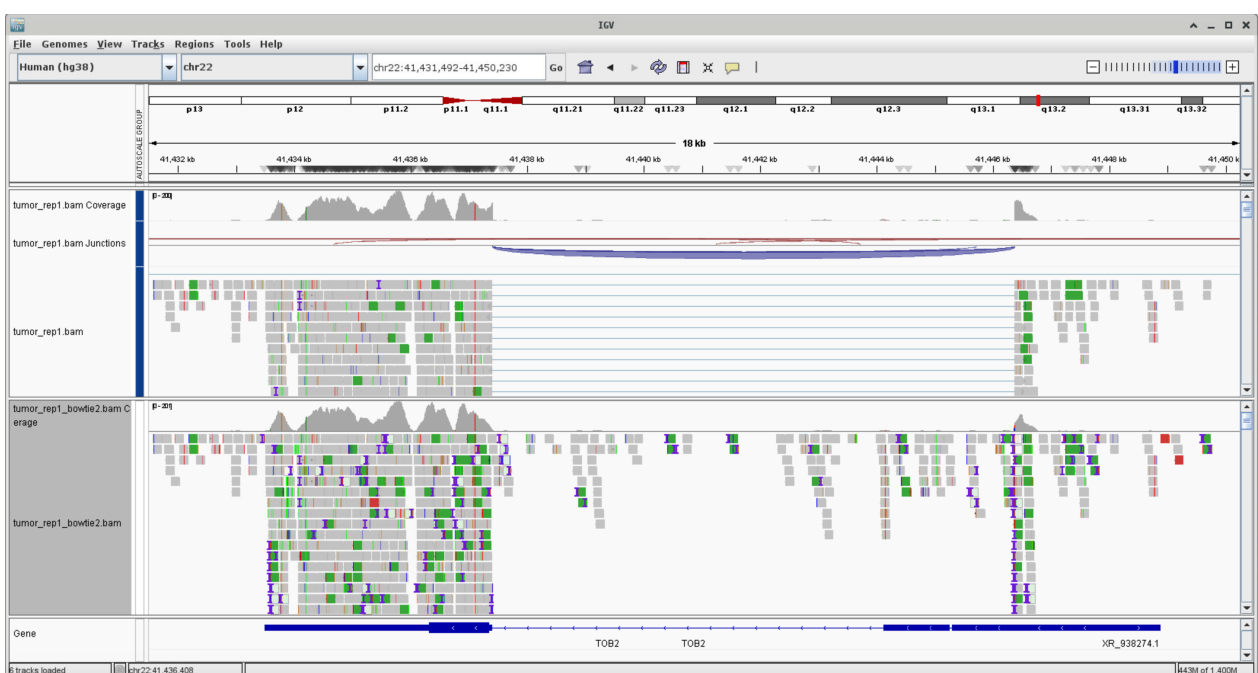 IGV
File Genomes View Tracks Regions Tools Help
Human (hg38) chr22 chr22:41,431,492-41,450,230 Go
p13 p12 p11.2 p11.1 q11.1 q11.21 q11.22 q11.23 q12.1 q12.2 q12.3 q13.1 q13.2 q13.31 q13.32
AUTOSCALE GROUP
18 kb
41,432 kb 41,434 kb 41,436 kb 41,438 kb 41,440 kb 41,442 kb 41,444 kb 41,446 kb 41,448 kb 41,450 k
[0 - 200]
tumor_rep1.bam Coverage
tumor_rep1.bam Junctions
tumor_rep1.bam
tumor_rep1_bowtie2.bam C
erage
[0 - 201]
tumor_rep1_bowtie2.bam
Gene
TOB2 TOB2 XR_938274.1
6 tracks loaded chr22:41,436,408 443M of 1,400M